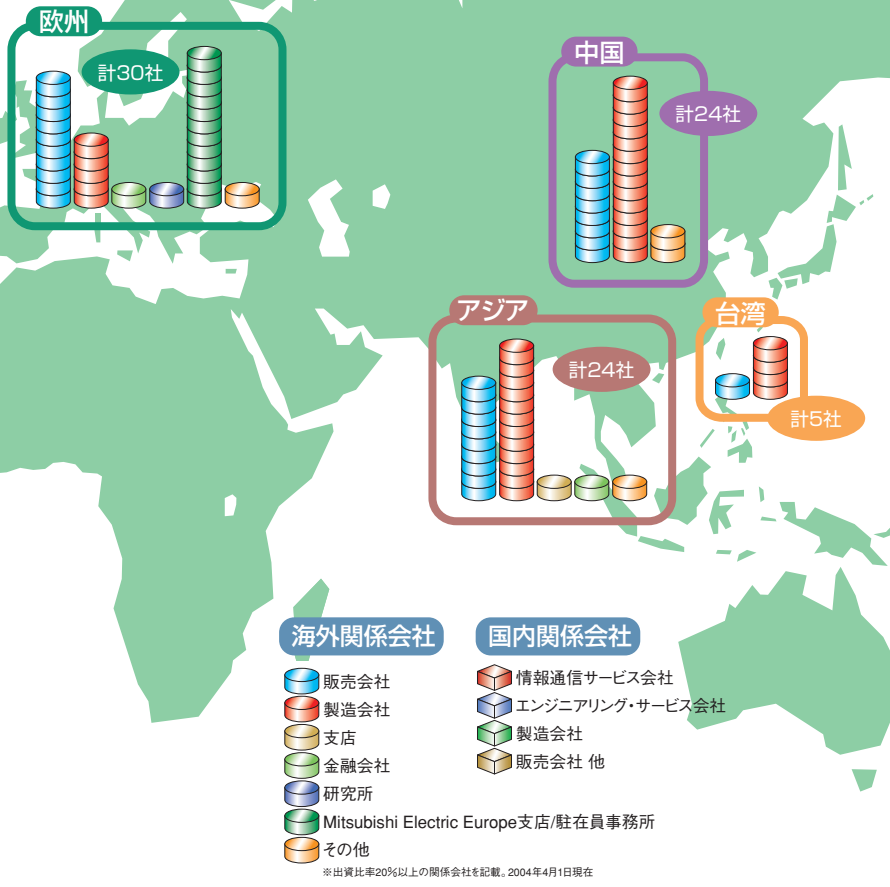 欧州
計30社
中国
計24社
アジア
計24社
台湾
計5社
海外関係会社
販売会社
製造会社
支店
金融会社
研究所
Mitsubishi Electric Europe支店/駐在員事務所
その他
国内関係会社
情報通信サービス会社
エンジニアリング・サービス会社
製造会社
販売会社 他
※出資比率20%以上の関係会社を記載。2004年4月1日現在